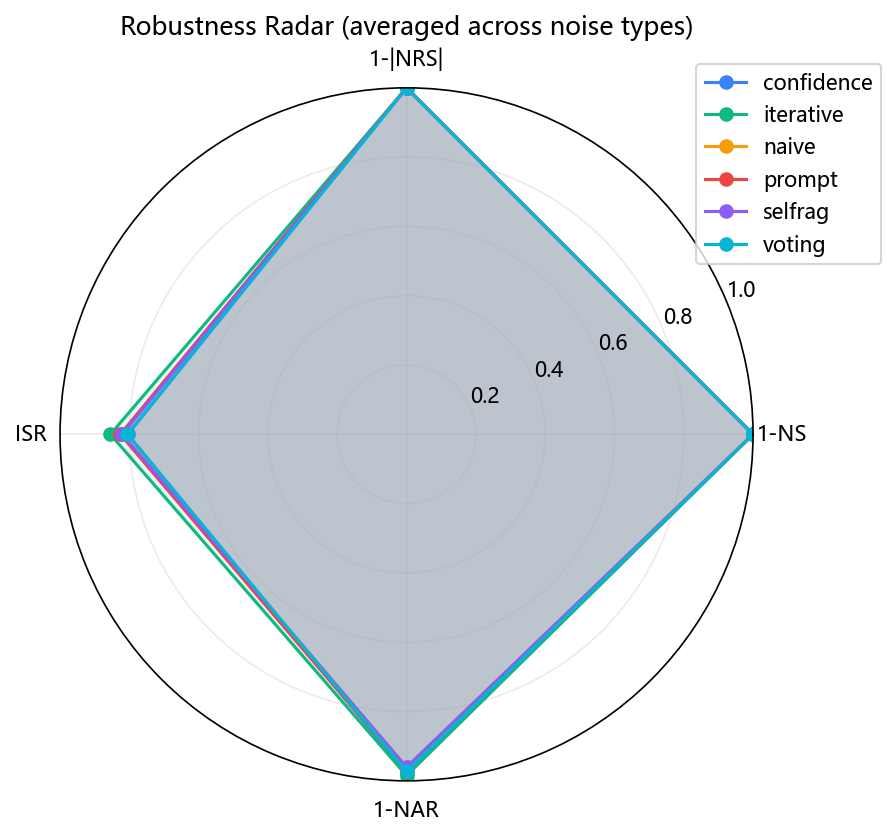 Robustness Radar (averaged across noise types)
1-|NRS|
confidence
iterative
naive
prompt
selfrag
voting
1.0
0.8
0.6
0.4
0.2
ISR
1-NS
1-NAR